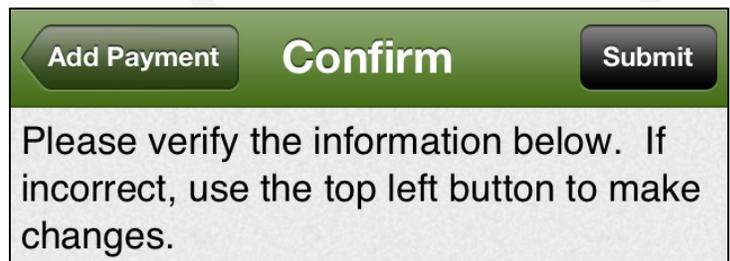 Add Payment Confirm Submit
Please verify the information below.  If
incorrect, use the top left button to make
changes.